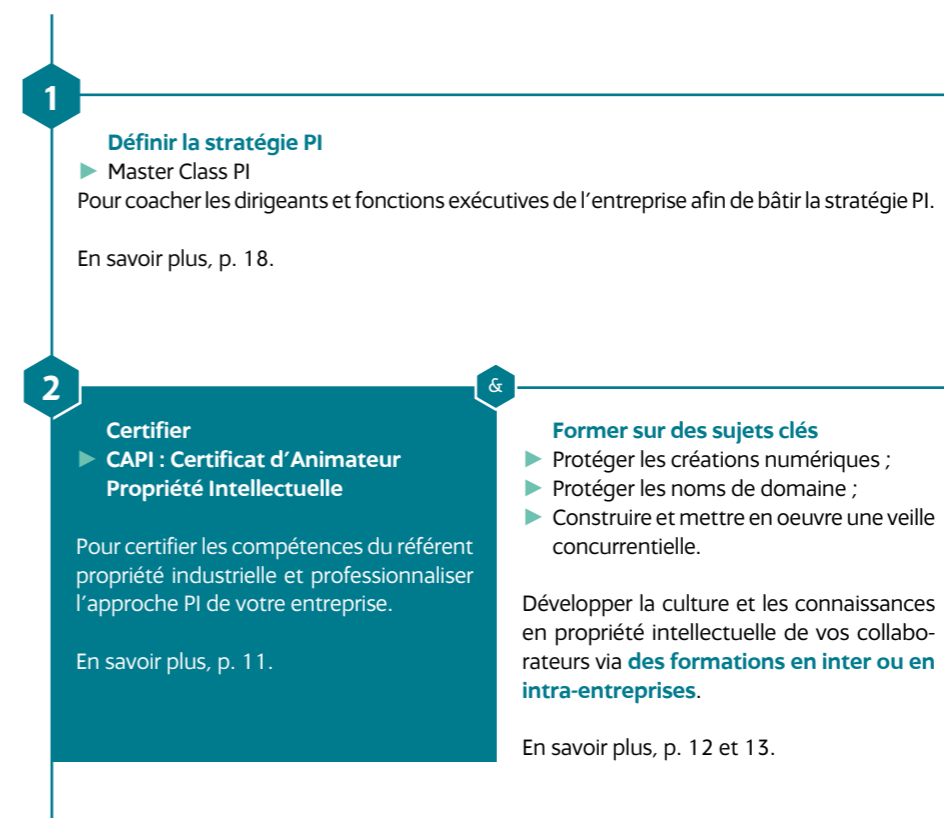 1
Définir la stratégie PI
► Master Class PI
Pour coacher les dirigeants et fonctions exécutives de l'entreprise afin de bâtir la stratégie PI.
En savoir plus, p. 18.
2
Certifier
► CAPI : Certificat d'Animateur
Propriété Intellectuelle
Pour certifier les compétences du référent
propriété industrielle et professionnaliser
l'approche PI de votre entreprise.
En savoir plus, p. 11.
&
Former sur des sujets clés
► Protéger les créations numériques ;
► Protéger les noms de domaine ;
► Construire et mettre en oeuvre une veille
concurrentielle.
Développer la culture et les connaissances
en propriété intellectuelle de vos collabo-
rateurs via des formations en inter ou en
intra-entreprises.
En savoir plus, p. 12 et 13.